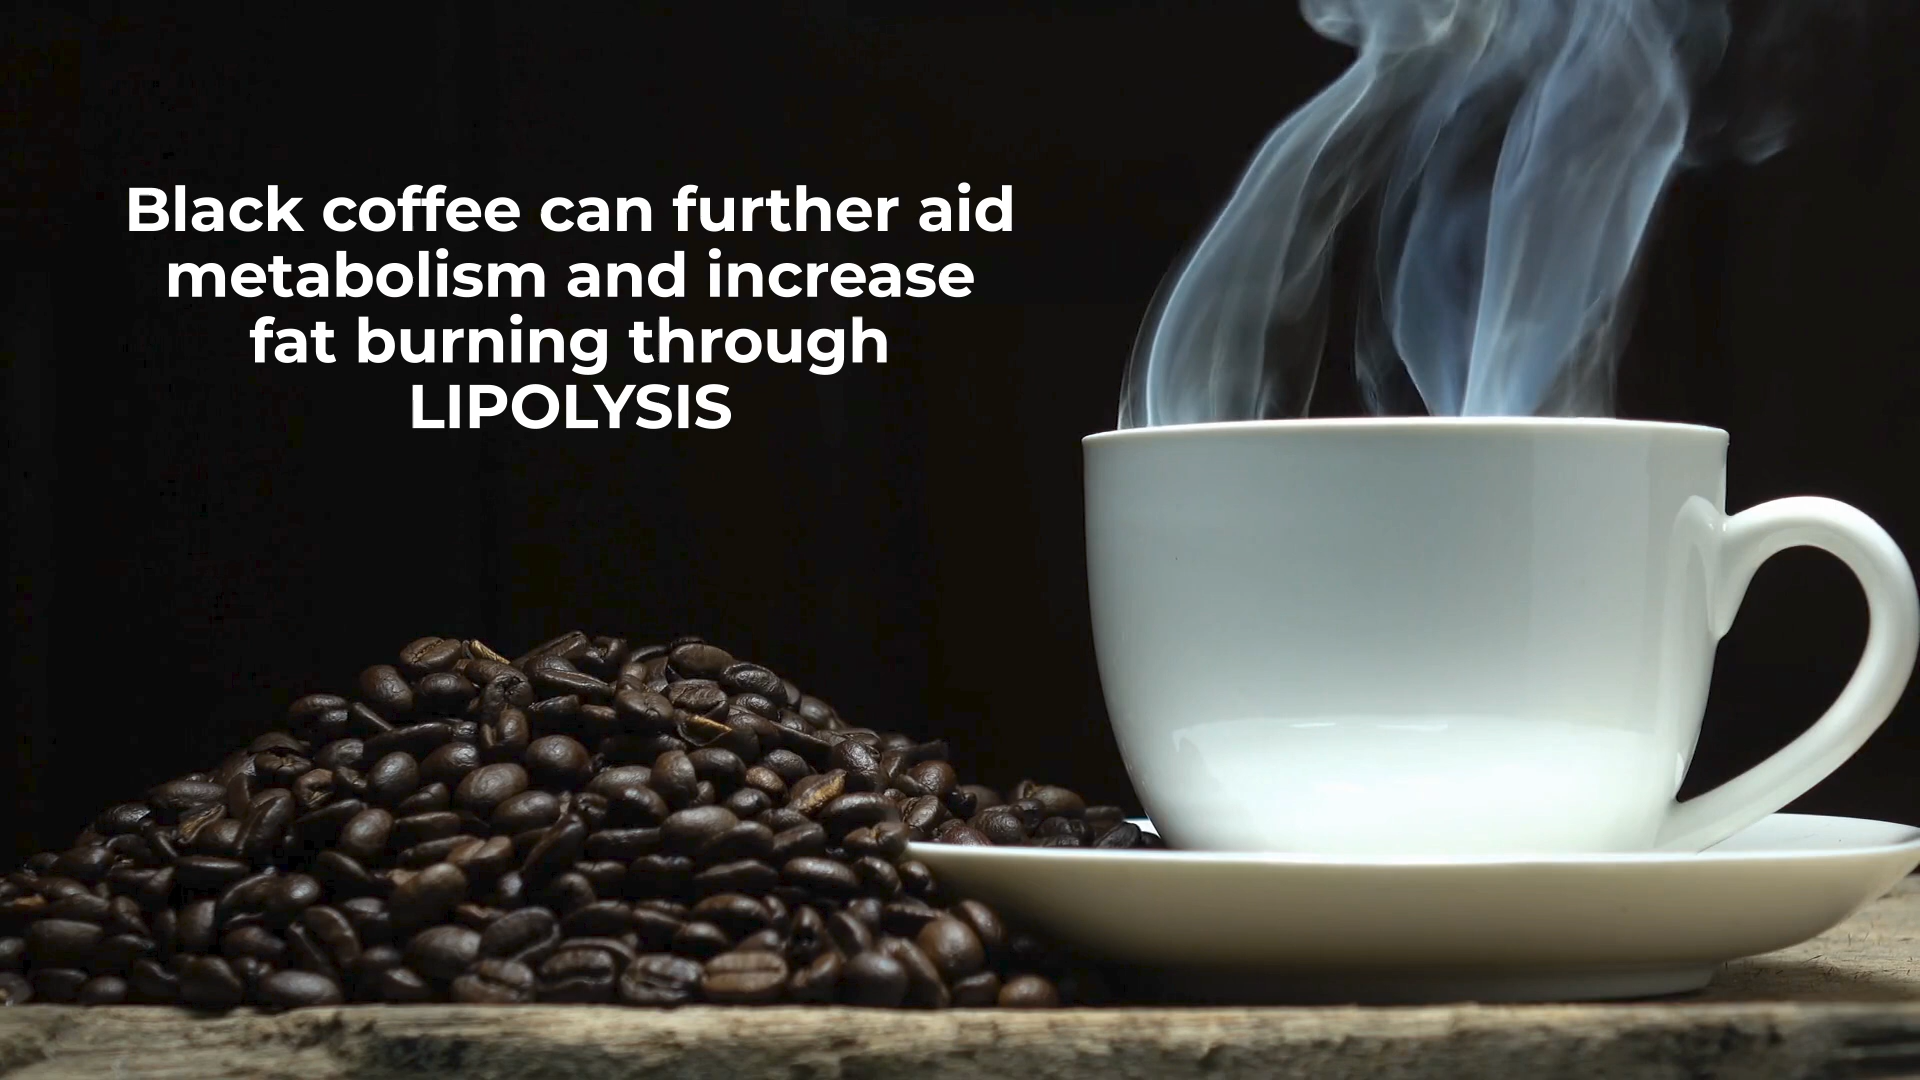 Black coffee can further aid
metabolism and increase
fat burning through
LIPOLYSIS